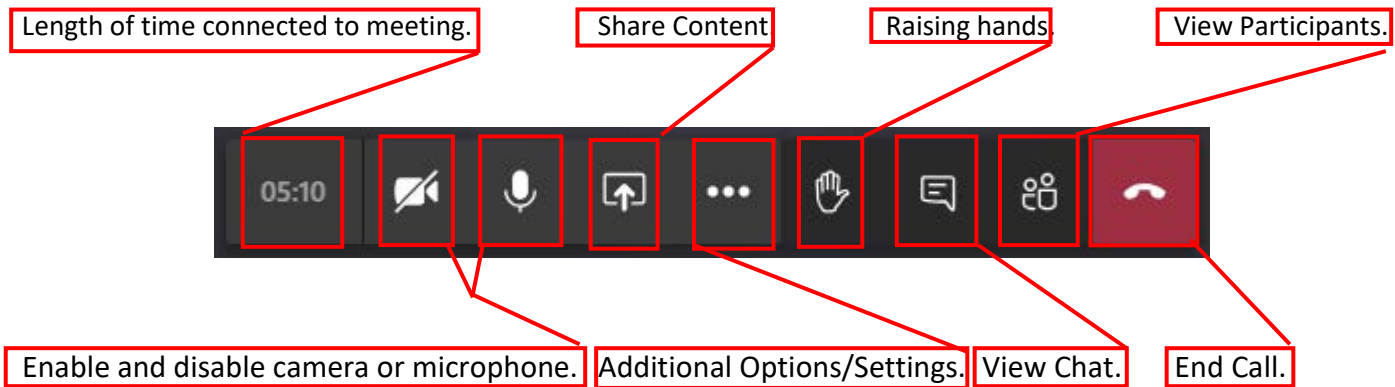 Length of time connected to meeting.
Share Content.
Raising hands.
View Participants.
05:10
Enable and disable camera or microphone.
Additional Options/Settings.
View Chat.
End Call.